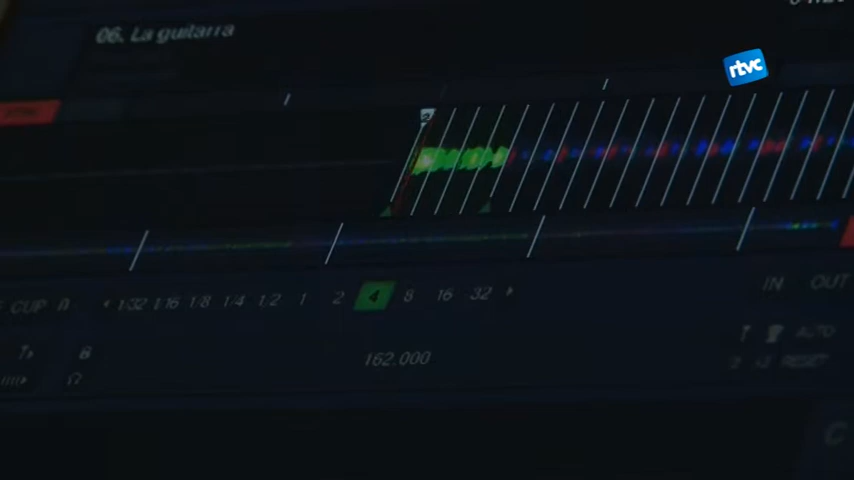 06. La guitarra
rtvc
2
CUP
1/32 1/16 1/8 1/4 1/2 1 2 4 8 16 32
IN OUT
162.000
AUTO
RESET
C